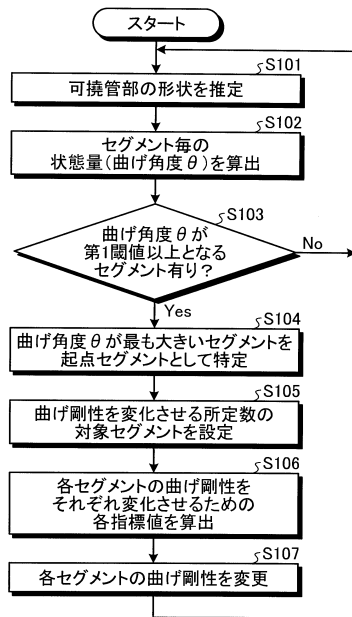 スタート
S101
可撓管部の形状を推定
S102
セグメント毎の
状態量(曲げ角度θ)を算出
S103
曲げ角度θが
第1閾値以上となる
セグメント有り?
No
Yes
S104
曲げ角度θが最も大きいセグメントを
起点セグメントとして特定
S105
曲げ剛性を変化させる所定数の
対象セグメントを設定
S106
各セグメントの曲げ剛性を
それぞれ変化させるための
各指標値を算出
S107
各セグメントの曲げ剛性を変更